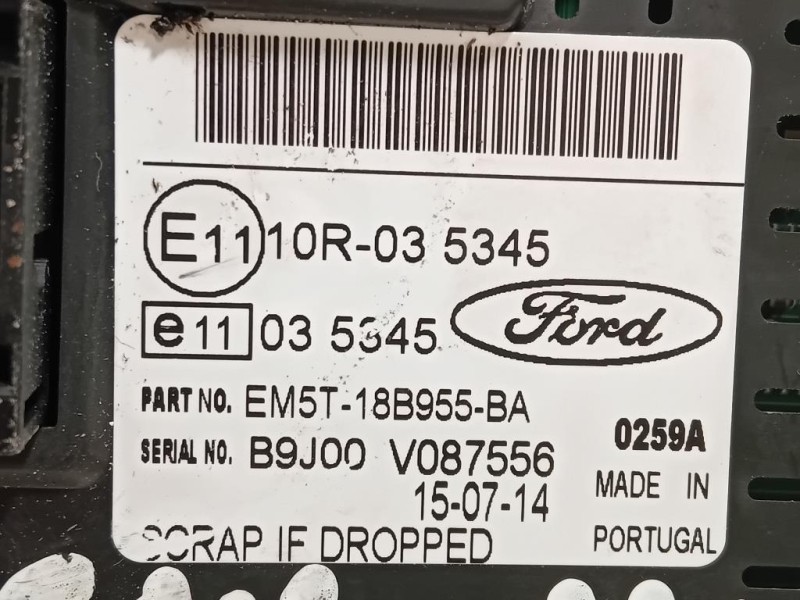 E11 10R-03 5345
e11 03 5345
Ford
PART NO. EM5T-18B955-BA
SERIAL NO. B9J00 V087556
0259A
15-07-14
MADE IN
PORTUGAL
SCRAP IF DROPPED